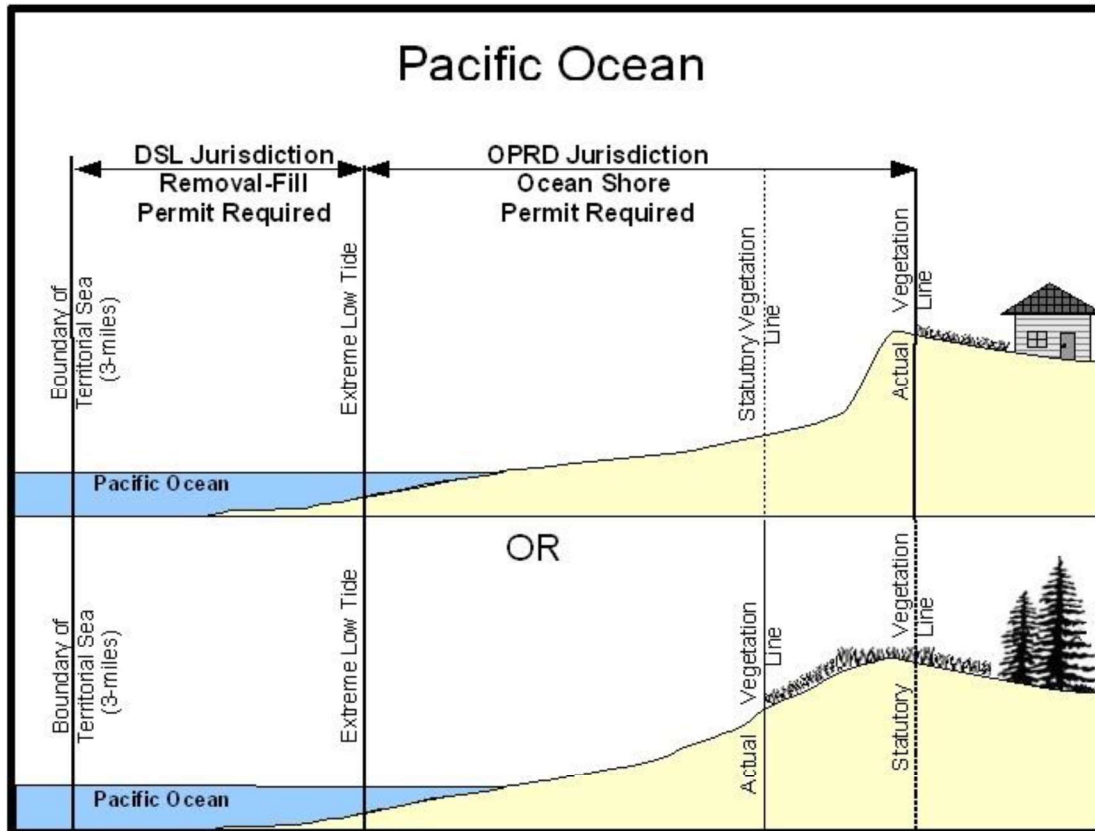 Pacific Ocean
DSL Jurisdiction
Removal-Fill
Permit Required
OPRD Jurisdiction
Ocean Shore
Permit Required
Boundary of
Territorial Sea
(3-miles)
Extreme Low Tide
Statutory Vegetation
Line
Actual Vegetation
Line
Pacific Ocean
OR
Boundary of
Territorial Sea
(3-miles)
Extreme Low Tide
Actual Vegetation
Line
Statutory Vegetation
Line
Pacific Ocean